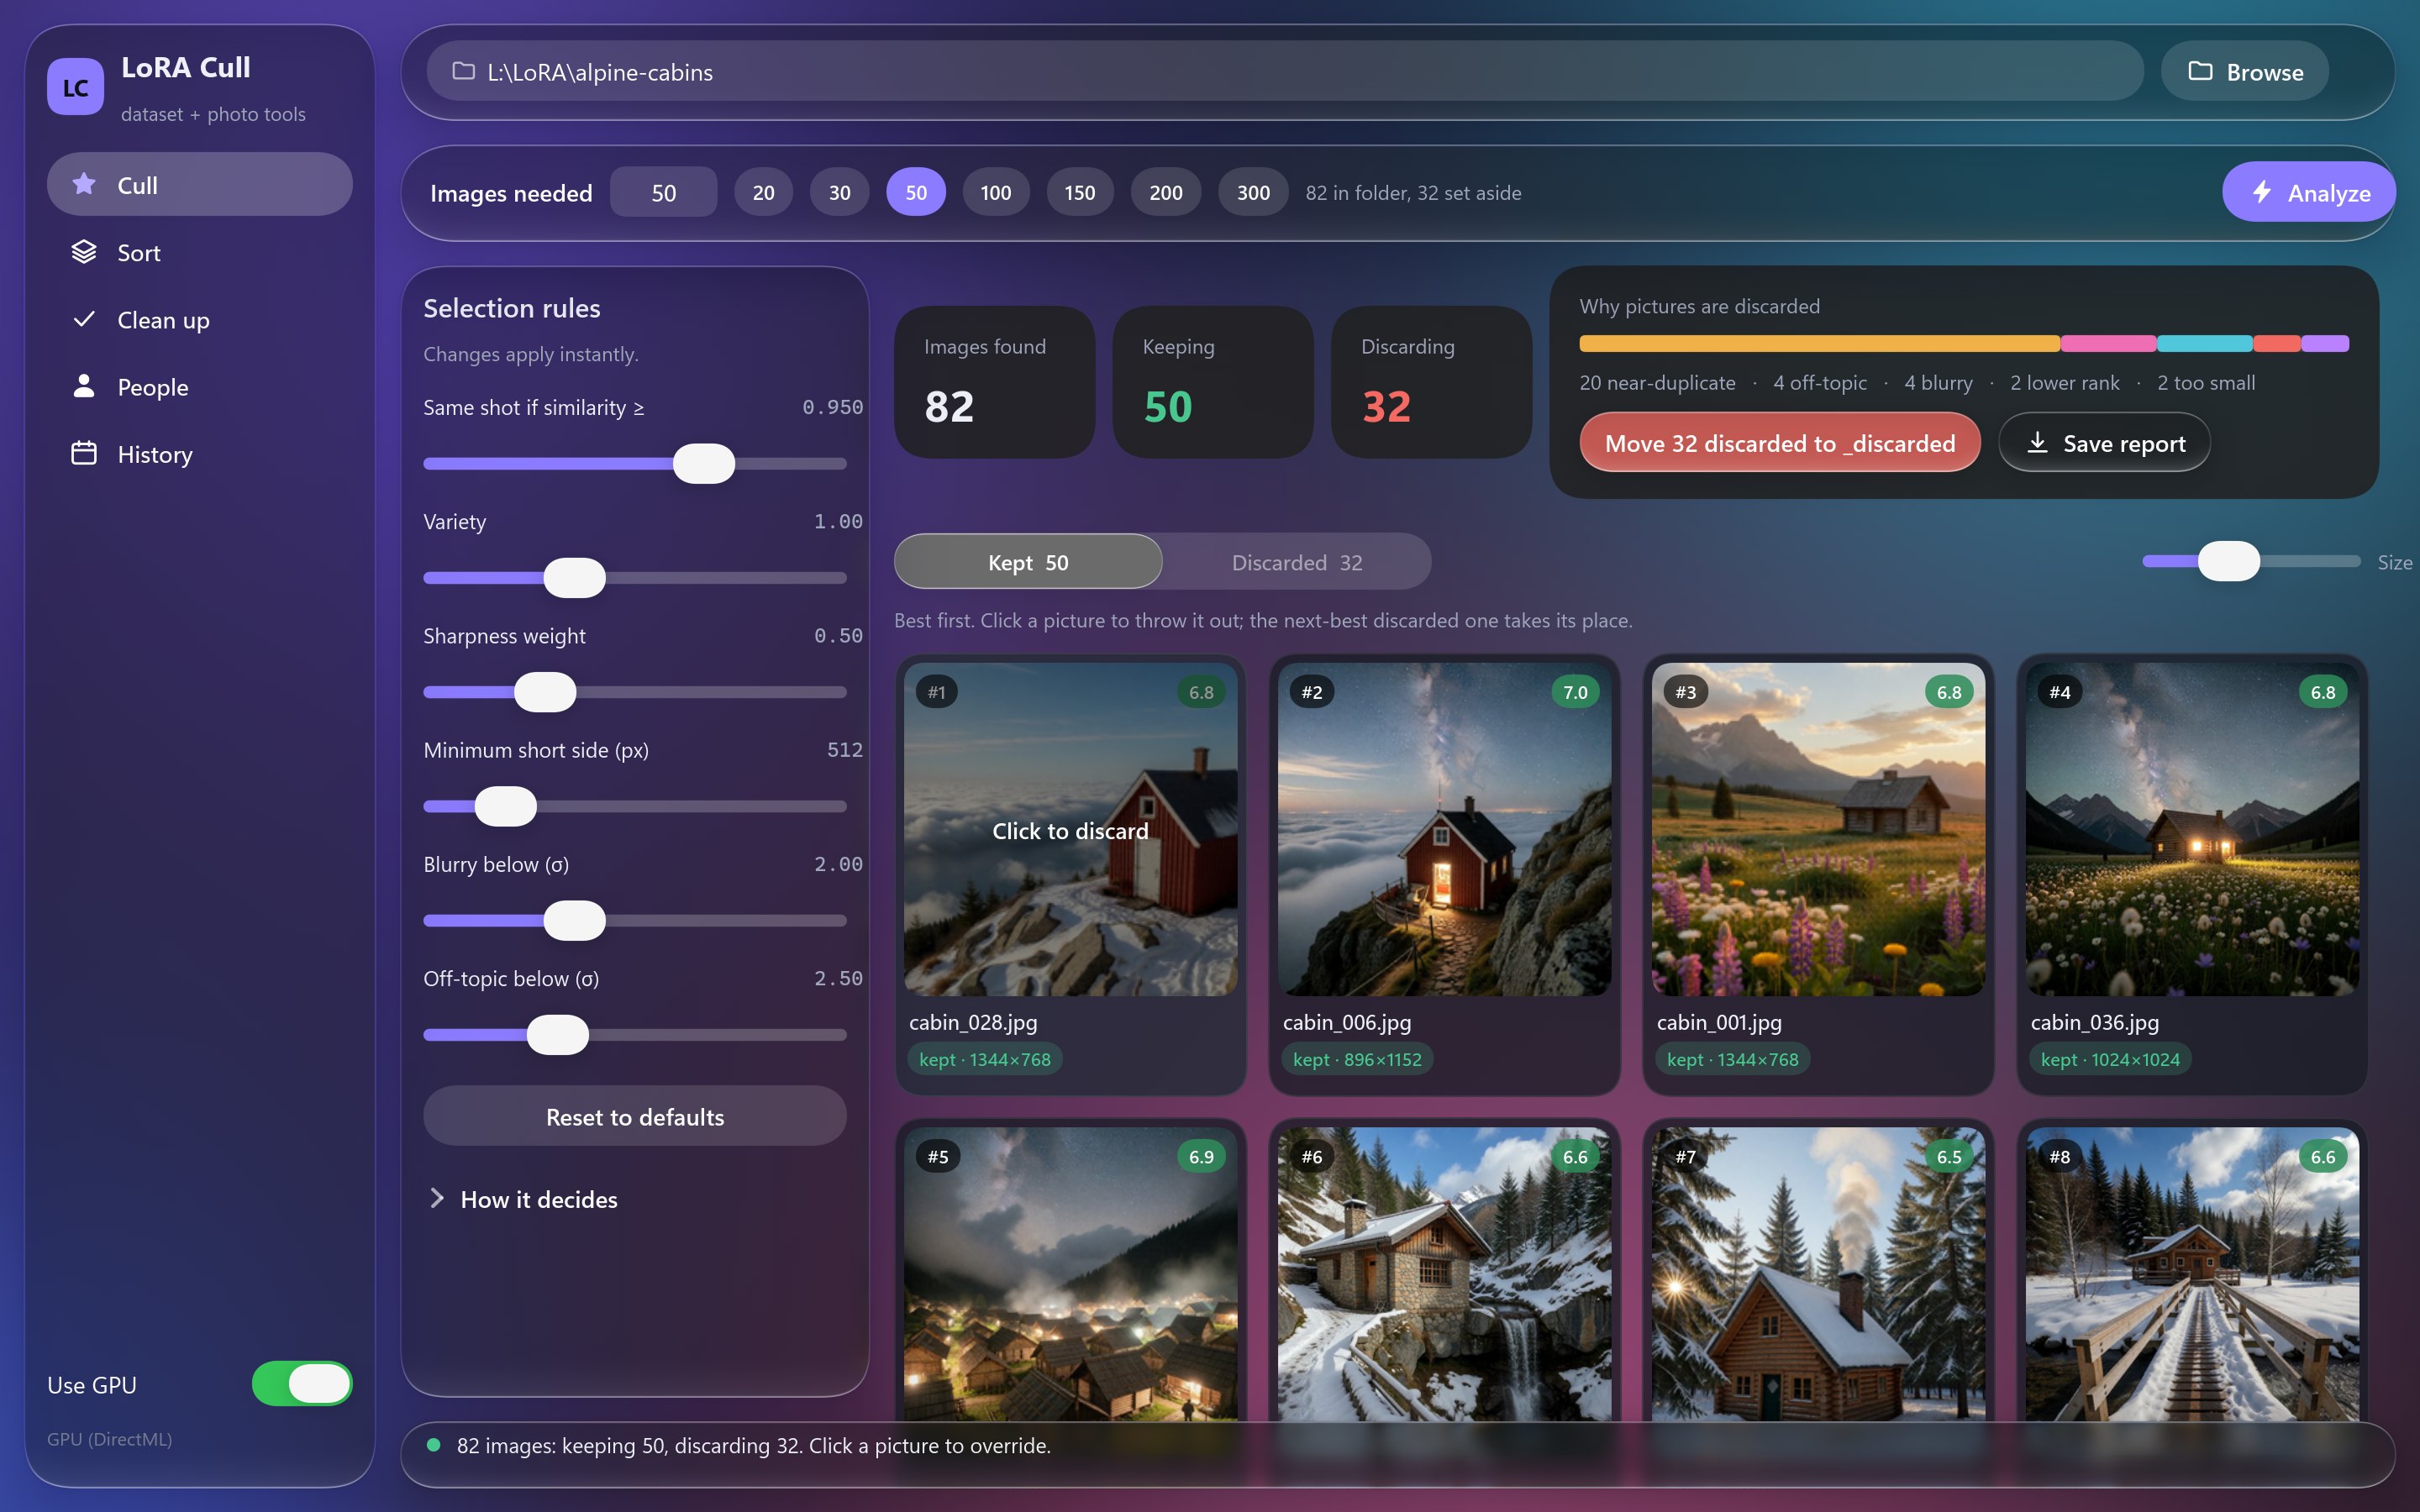 LC
LoRA Cull
dataset + photo tools
Cull
Sort
Clean up
People
History
Use GPU
GPU (DirectML)
L:\LoRA\alpine-cabins
Browse
Images needed 50 20 30 50 100 150 200 300 82 in folder, 32 set aside
Analyze
Selection rules
Changes apply instantly.
Same shot if similarity ≥ 0.950
Variety 1.00
Sharpness weight 0.50
Minimum short side (px) 512
Blurry below (σ) 2.00
Off-topic below (σ) 2.50
Reset to defaults
How it decides
Images found
82
Keeping
50
Discarding
32
Why pictures are discarded
20 near-duplicate · 4 off-topic · 4 blurry · 2 lower rank · 2 too small
Move 32 discarded to _discarded
Save report
Kept 50
Discarded 32
Size
Best first. Click a picture to throw it out; the next-best discarded one takes its place.
#1 6.8
Click to discard
cabin_028.jpg
kept · 1344×768
#2 7.0
cabin_006.jpg
kept · 896×1152
#3 6.8
cabin_001.jpg
kept · 1344×768
#4 6.8
cabin_036.jpg
kept · 1024×1024
#5 6.9
#6 6.6
#7 6.5
#8 6.6
82 images: keeping 50, discarding 32. Click a picture to override.